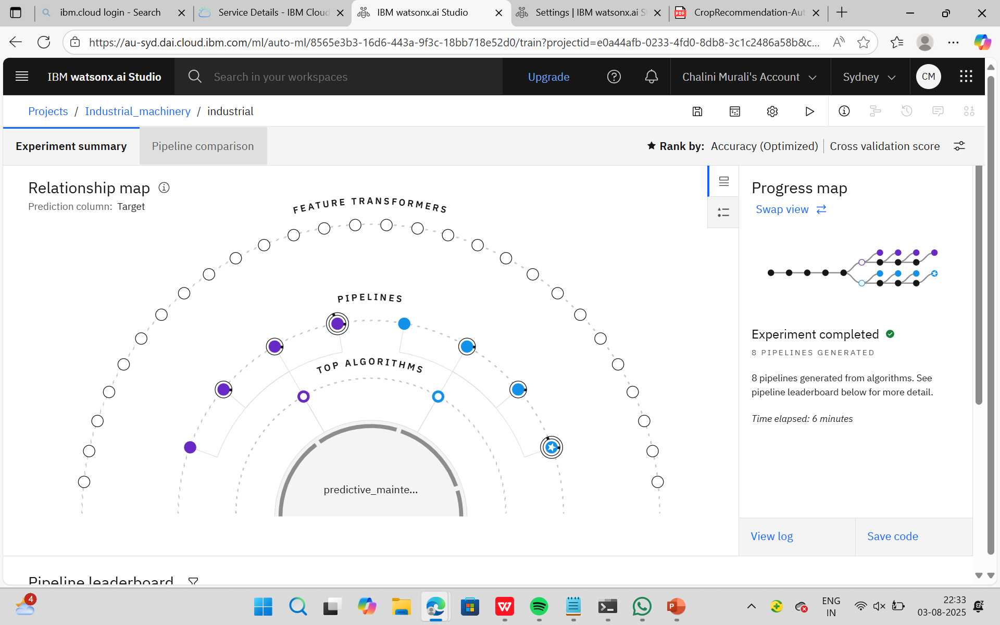 ibm.cloud login - Search
Service Details - IBM Cloud
IBM watsonx.ai Studio
Settings | IBM watsonx.ai St
CropRecommendation-Aut
https://au-syd.dai.cloud.ibm.com/ml/auto-ml/8565e3b3-16d6-443a-9f3c-18bb718e52d0/train?projectid=e0a44afb-0233-4fd0-8db8-3c1c2486a58b&c...
IBM watsonx.ai Studio
Search in your workspaces
Upgrade
Chalini Murali's Account
Sydney
CM
Projects / Industrial_machinery / industrial
Experiment summary
Pipeline comparison
Rank by: Accuracy (Optimized) | Cross validation score
Relationship map
Prediction column: Target
FEATURE TRANSFORMERS
PIPELINES
TOP ALGORITHMS
predictive_mainte...
Progress map
Swap view
Experiment completed
8 PIPELINES GENERATED
8 pipelines generated from algorithms. See
pipeline leaderboard below for more detail.
Time elapsed: 6 minutes
View log
Save code
Pipeline leaderboard
4
ENG
IN
22:33
03-08-2025